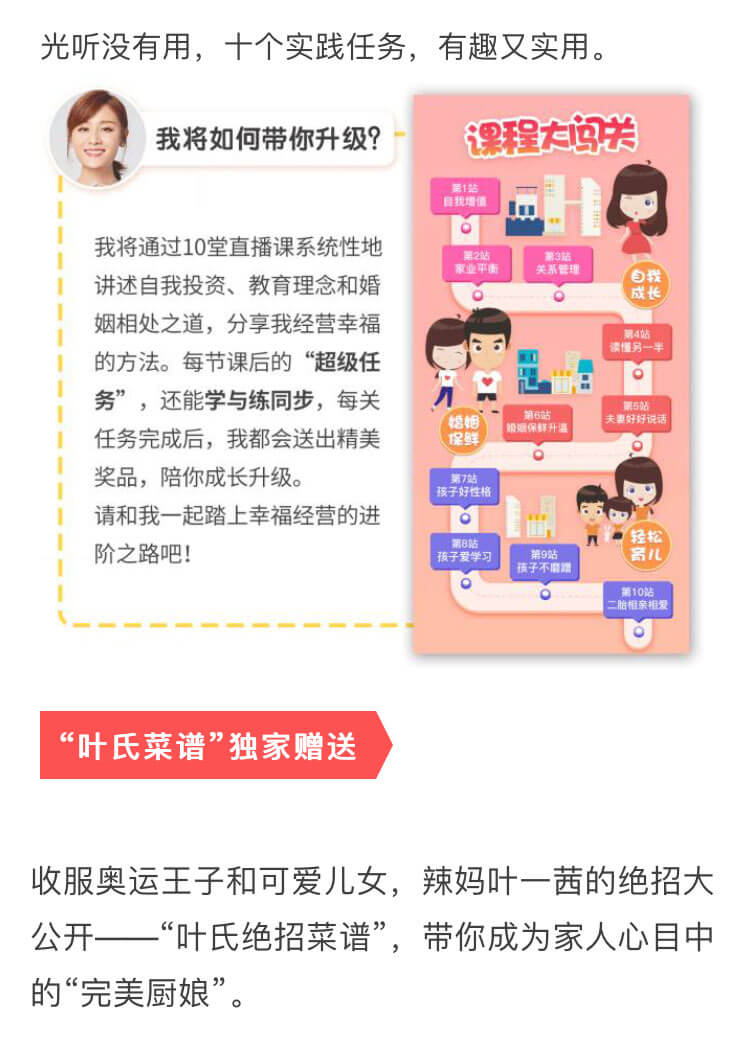 光听没有用，十个实践任务，有趣又实用。
我将如何带你升级？
我将通过10堂直播课系统性地
讲述自我投资、教育理念和婚
姻相处之道，分享我经营幸福
的方法。每节课后的“超级任
务”，还能学与练同步，每关
任务完成后，我都会送出精美
奖品，陪你成长升级。
请和我一起踏上幸福经营的进
阶之路吧！
课程大闯关
第1站
自我增值
第2站
家业平衡
第3站
关系管理
自我
成长
第4站
读懂另一半
第5站
夫妻好好说话
第6站
婚姻保鲜升温
婚姻
保鲜
第7站
孩子好性格
第8站
孩子爱学习
第9站
孩子不磨蹭
轻松
育儿
第10站
二胎相亲相爱
“叶氏菜谱”独家赠送
收服奥运王子和可爱儿女，辣妈叶一茜的绝招大
公开——“叶氏绝招菜谱”，带你成为家人心目中
的“完美厨娘”。